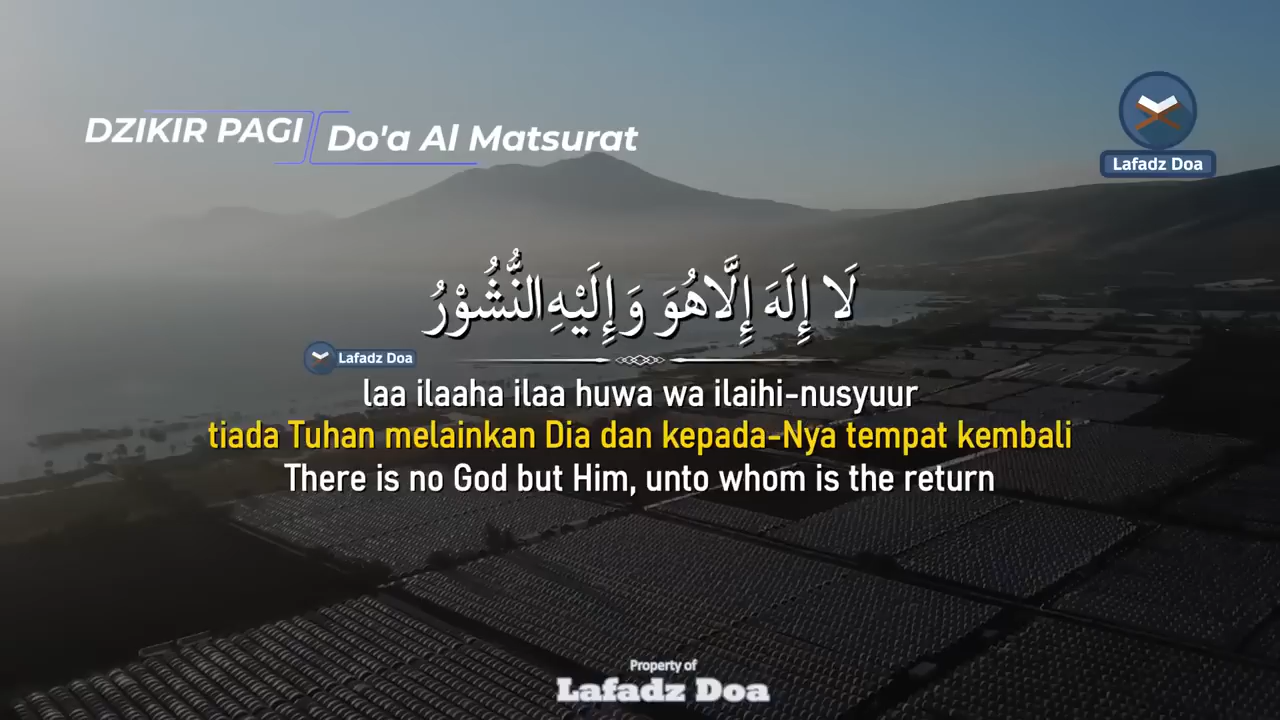 DZIKIR PAGI
Do'a Al Matsurat
Lafadz Doa
لَا إِلَهَ إِلَّاهُوَ وَإِلَيْهِ النُّشُوْرُ
Lafadz Doa
laa ilaaha ilaa huwa wa ilaihi-nusyuur
tiada Tuhan melainkan Dia dan kepada-Nya tempat kembali
There is no God but Him, unto whom is the return
Property of
Lafadz Doa